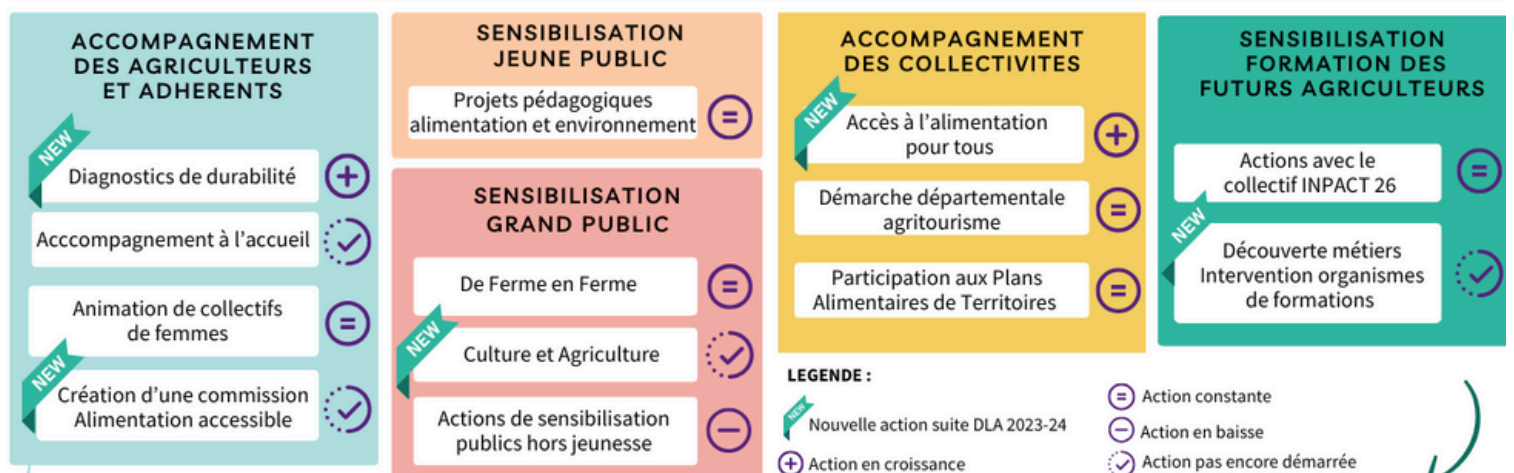 ACCOMPAGNEMENT
DES AGRICULTEURS
ET ADHERENTS
NEW
Diagnostics de durabilité
+
Acccompagnement à l'accueil
Animation de collectifs
de femmes
=
NEW
Création d'une commission
Alimentation accessible
SENSIBILISATION
JEUNE PUBLIC
Projets pédagogiques
alimentation et environnement
=
SENSIBILISATION
GRAND PUBLIC
De Ferme en Ferme
=
NEW
Culture et Agriculture
Actions de sensibilisation
publics hors jeunesse
−
ACCOMPAGNEMENT
DES COLLECTIVITES
NEW
Accès à l'alimentation
pour tous
+
Démarche départementale
agritourisme
=
Participation aux Plans
Alimentaires de Territoires
=
SENSIBILISATION
FORMATION DES
FUTURS AGRICULTEURS
Actions avec le
collectif INPACT 26
=
NEW
Découverte métiers
Intervention organismes
de formations
LEGENDE :
NEW
Nouvelle action suite DLA 2023-24
+ Action en croissance
= Action constante
− Action en baisse
Action pas encore démarrée